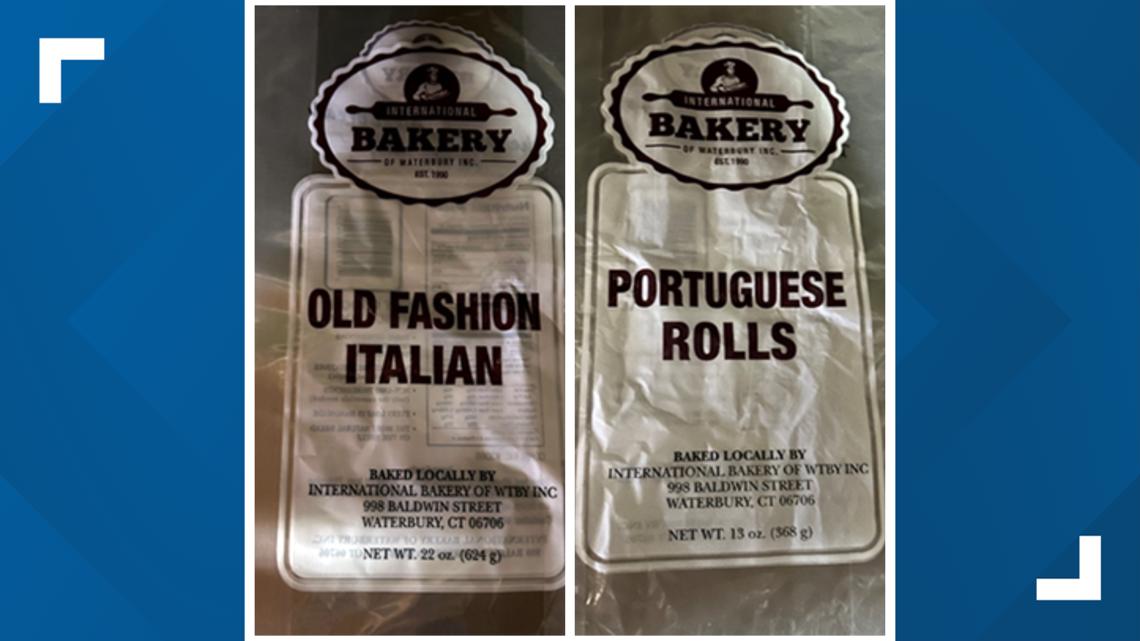 INTERNATIONAL
BAKERY
OF WATERBURY INC.
EST. 1990
OLD FASHION
ITALIAN
BAKED LOCALLY BY
INTERNATIONAL BAKERY OF WTBY INC
998 BALDWIN STREET
WATERBURY, CT 06706
NET WT. 22 oz. (624 g)
INTERNATIONAL
BAKERY
OF WATERBURY INC.
EST. 1990
PORTUGUESE
ROLLS
BAKED LOCALLY BY
INTERNATIONAL BAKERY OF WTBY INC
998 BALDWIN STREET
WATERBURY, CT 06706
NET WT. 13 oz. (368 g)